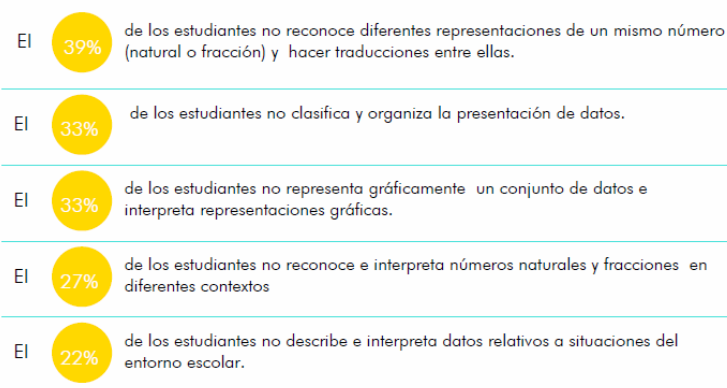 El 39% de los estudiantes no reconoce diferentes representaciones de un mismo número
(natural o fracción) y hacer traducciones entre ellas.
El 33% de los estudiantes no clasifica y organiza la presentación de datos.
El 33% de los estudiantes no representa gráficamente un conjunto de datos e
interpreta representaciones gráficas.
El 27% de los estudiantes no reconoce e interpreta números naturales y fracciones en
diferentes contextos
El 22% de los estudiantes no describe e interpreta datos relativos a situaciones del
entorno escolar.